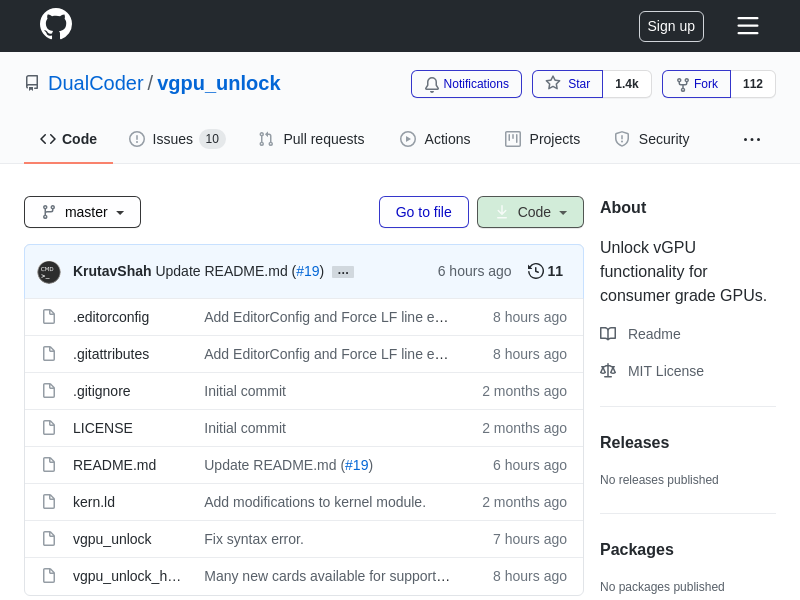 Sign up
DualCoder / vgpu_unlock
Notifications
Star 1.4k
Fork 112
Code
Issues 10
Pull requests
Actions
Projects
Security
master
Go to file
Code
CMD
>_
KrutavShah Update README.md (#19) …
6 hours ago
11
.editorconfig Add EditorConfig and Force LF line e… 8 hours ago
.gitattributes Add EditorConfig and Force LF line e… 8 hours ago
.gitignore Initial commit 2 months ago
LICENSE Initial commit 2 months ago
README.md Update README.md (#19) 6 hours ago
kern.ld Add modifications to kernel module. 2 months ago
vgpu_unlock Fix syntax error. 7 hours ago
vgpu_unlock_h… Many new cards available for support… 8 hours ago
About
Unlock vGPU
functionality for
consumer grade GPUs.
Readme
MIT License
Releases
No releases published
Packages
No packages published